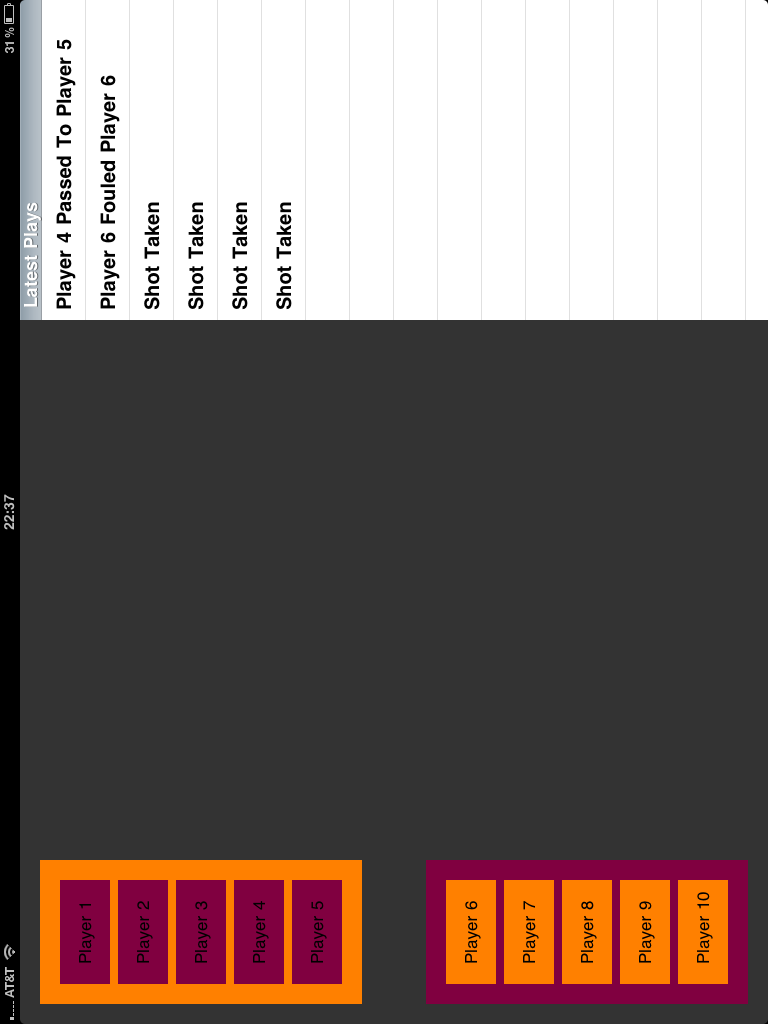 AT&T
22:37
31 %
Player 1
Player 2
Player 3
Player 4
Player 5
Player 6
Player 7
Player 8
Player 9
Player 10
Latest Plays
Player 4 Passed To Player 5
Player 6 Fouled Player 6
Shot Taken
Shot Taken
Shot Taken
Shot Taken